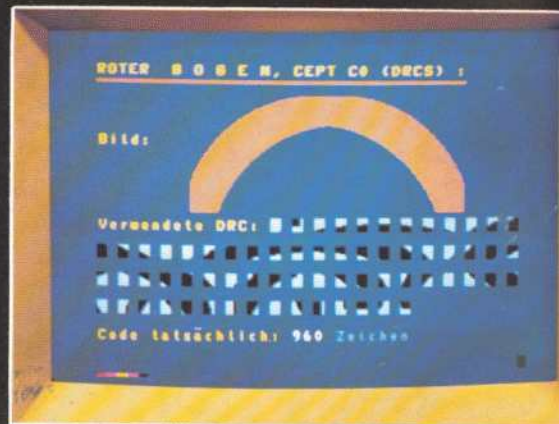 ROTER B O G E N, CEPT C0 (DRCS) :
Bild:
Verwendete DRC:
Code tatsächlich: 960 Zeichen